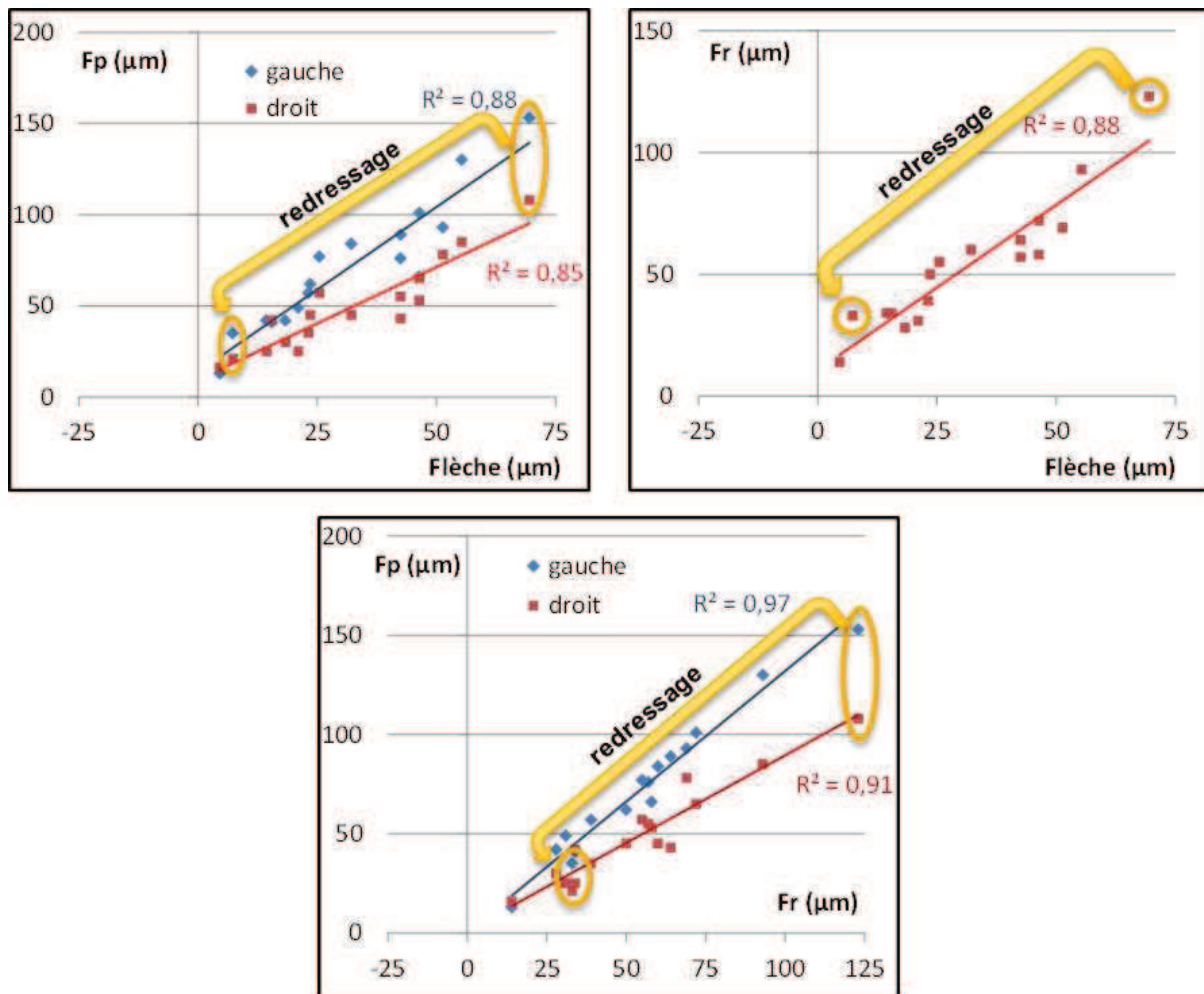 200
Fp (µm)
gauche
droit
R² = 0,88
150
redressage
100
R² = 0,85
50
0
-25 0 25 50 75
Flèche (µm)
150
Fr (µm)
R² = 0,88
100
redressage
50
0
-25 0 25 50 75
Flèche (µm)
200
Fp (µm)
gauche
droit
R² = 0,97
150
redressage
100
R² = 0,91
50
Fr (µm)
0
-25 0 25 50 75 100 125